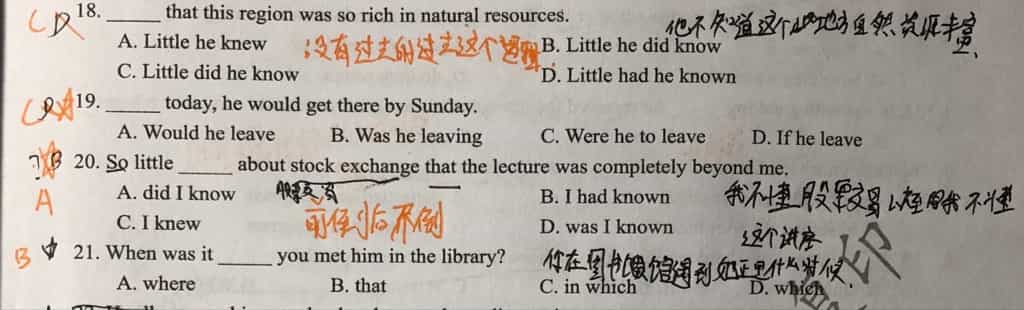 C D 18. ______ that this region was so rich in natural resources.
他不知道这个地方自然资源丰富
A. Little he knew B. Little he did know
没有过去的过去这个逻辑
C. Little did he know D. Little had he known
C 19. ______ today, he would get there by Sunday.
A. Would he leave B. Was he leaving C. Were he to leave D. If he leave
B 20. So little ______ about stock exchange that the lecture was completely beyond me.
A
A. did I know 股票交易 B. I had known
我不懂股票交易 以至于我不懂
C. I knew 前倒后不倒 D. was I known
这个讲座
B 21. When was it ______ you met him in the library?
你在图书馆遇到他 是什么时候
A. where B. that C. in which D. which
印